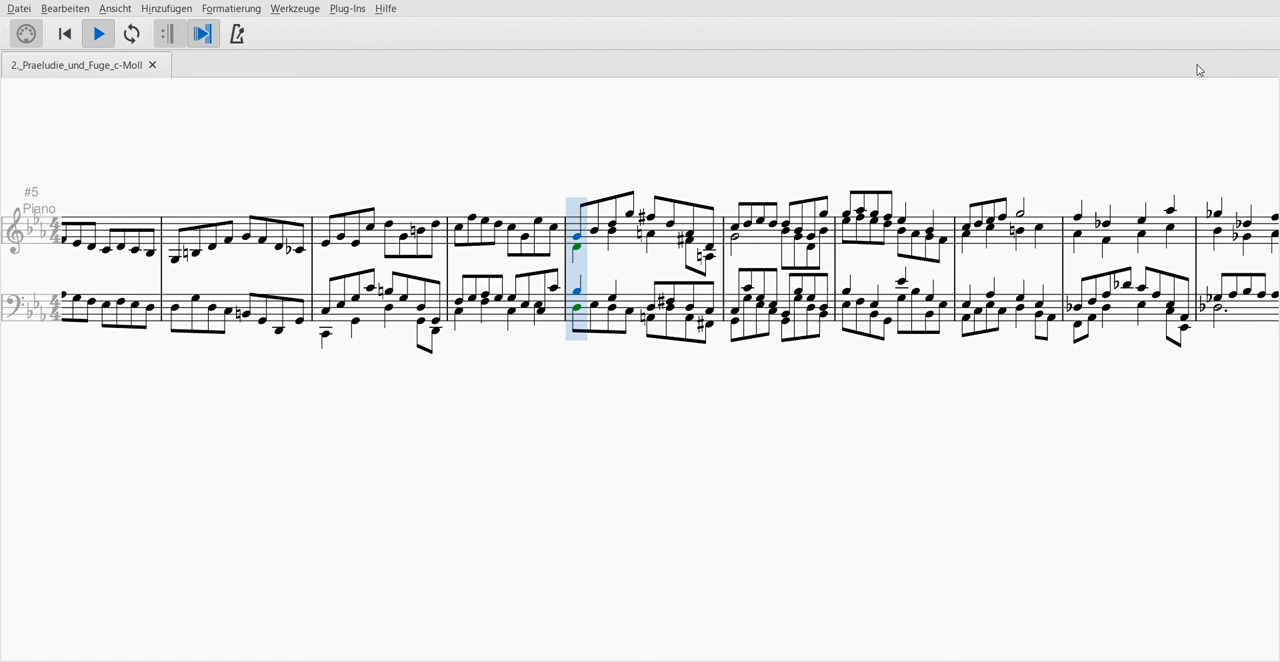 Datei Bearbeiten Ansicht Hinzufügen Formatierung Werkzeuge Plug-Ins Hilfe
2._Praeludie_und_Fuge_c-Moll
#5
Piano